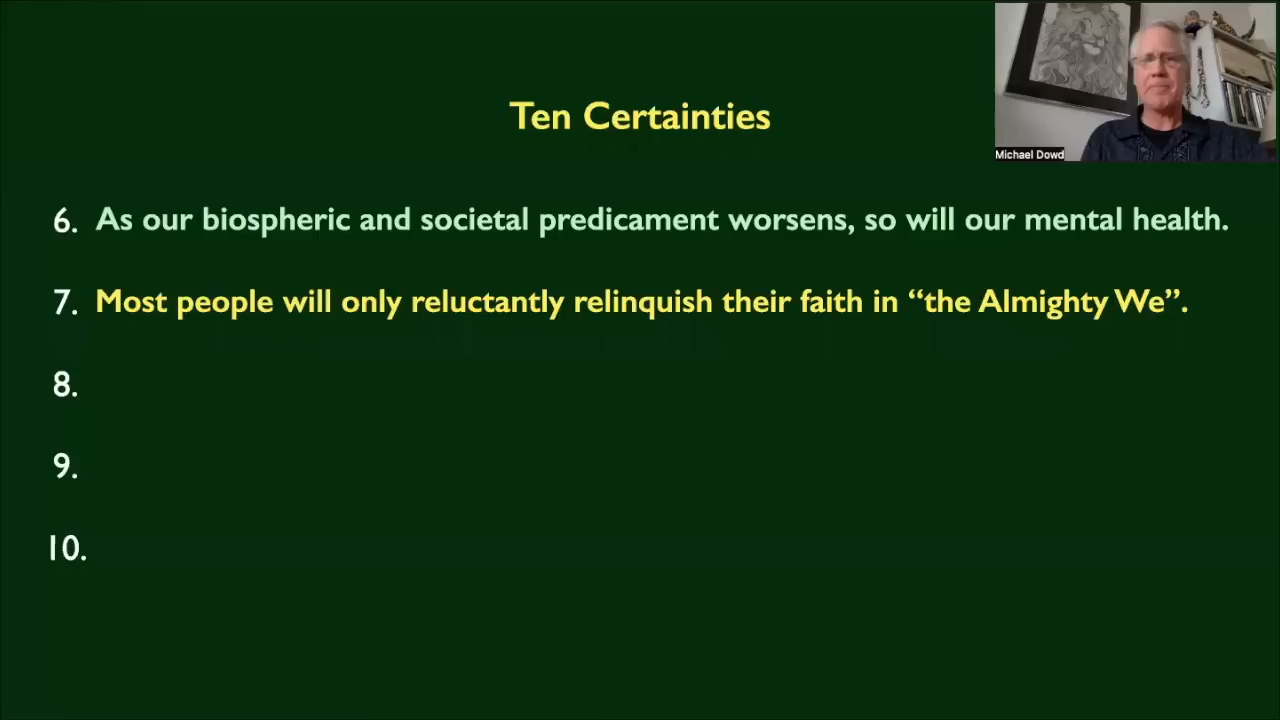 Michael Dowd
Ten Certainties
6. As our biospheric and societal predicament worsens, so will our mental health.
7. Most people will only reluctantly relinquish their faith in “the Almighty We”.
8.
9.
10.